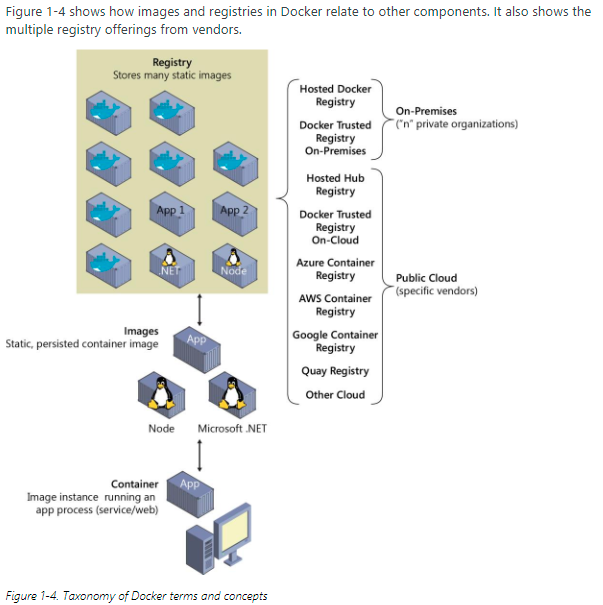 Figure 1-4 shows how images and registries in Docker relate to other components. It also shows the
multiple registry offerings from vendors.
Registry
Stores many static images
App 1
App 2
.NET
Node
Hosted Docker
Registry
Docker Trusted
Registry
On-Premises
On-Premises
("n" private organizations)
Hosted Hub
Registry
Docker Trusted
Registry
On-Cloud
Azure Container
Registry
AWS Container
Registry
Google Container
Registry
Quay Registry
Other Cloud
Public Cloud
(specific vendors)
Images
Static, persisted container image
App
Node
Microsoft .NET
Container
Image instance running an
app process (service/web)
App
Figure 1-4. Taxonomy of Docker terms and concepts